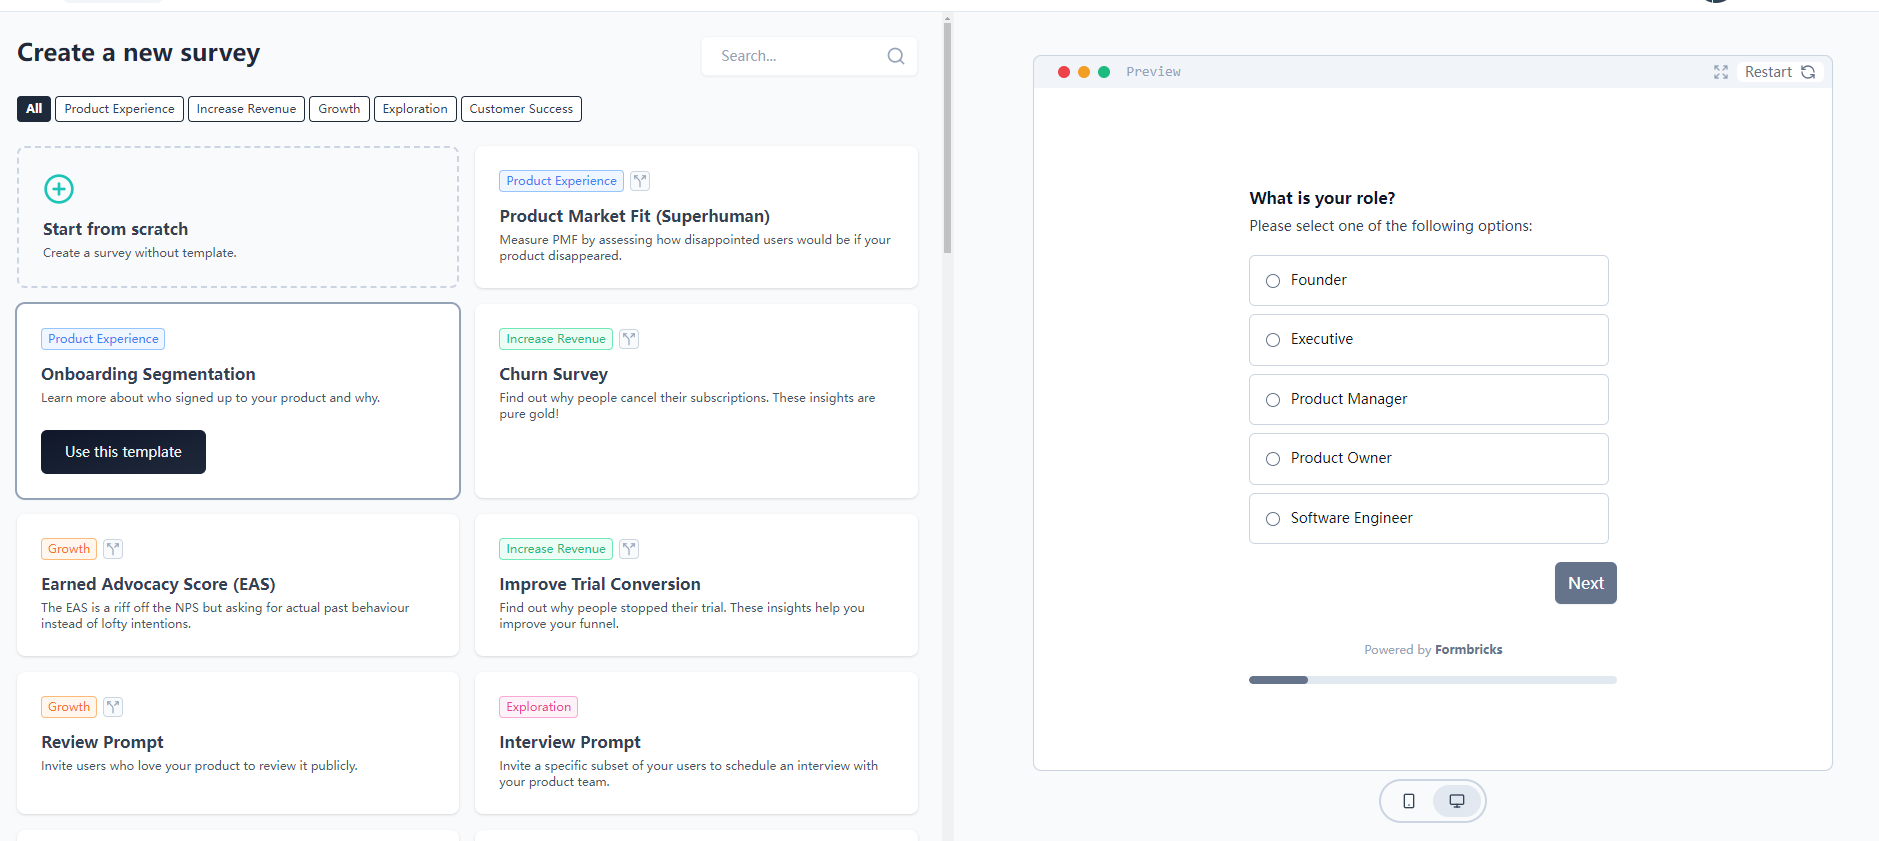 Create a new survey
Search...
All
Product Experience
Increase Revenue
Growth
Exploration
Customer Success
Start from scratch
Create a survey without template.
Product Experience
Product Market Fit (Superhuman)
Measure PMF by assessing how disappointed users would be if your
product disappeared.
Product Experience
Onboarding Segmentation
Learn more about who signed up to your product and why.
Use this template
Increase Revenue
Churn Survey
Find out why people cancel their subscriptions. These insights are
pure gold!
Growth
Earned Advocacy Score (EAS)
The EAS is a riff off the NPS but asking for actual past behaviour
instead of lofty intentions.
Increase Revenue
Improve Trial Conversion
Find out why people stopped their trial. These insights help you
improve your funnel.
Growth
Review Prompt
Invite users who love your product to review it publicly.
Exploration
Interview Prompt
Invite a specific subset of your users to schedule an interview with
your product team.
Preview
Restart
What is your role?
Please select one of the following options:
Founder
Executive
Product Manager
Product Owner
Software Engineer
Next
Powered by Formbricks